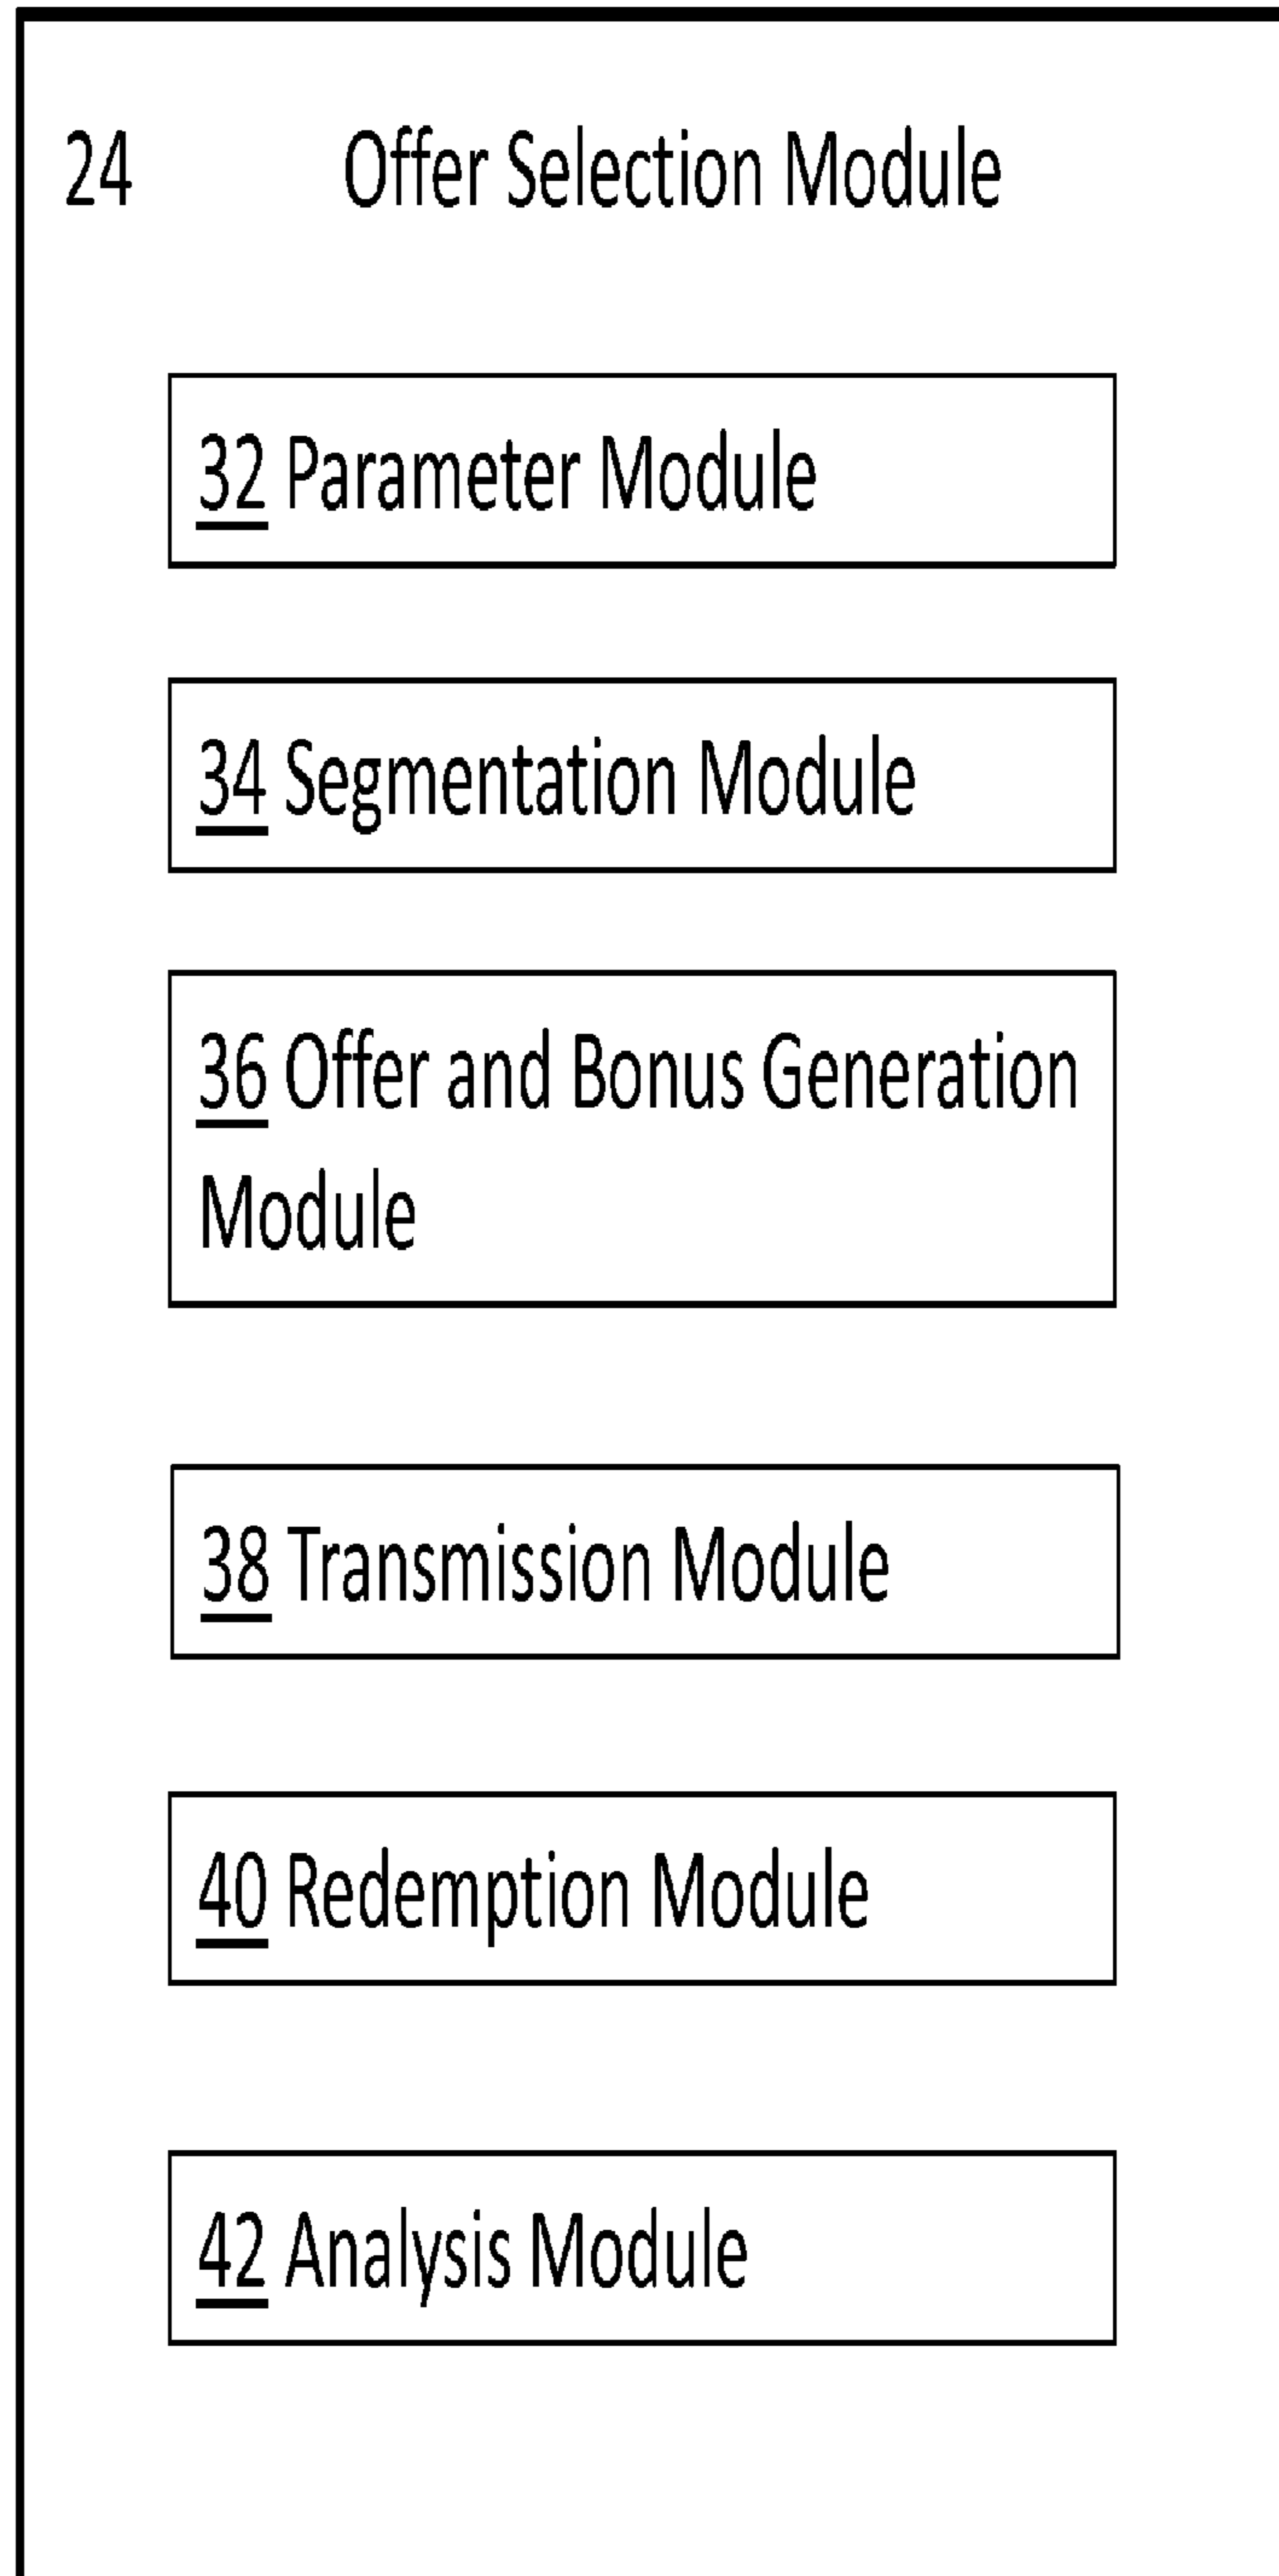 24 Offer Selection Module
32 Parameter Module
34 Segmentation Module
36 Offer and Bonus Generation
Module
38 Transmission Module
40 Redemption Module
42 Analysis Module